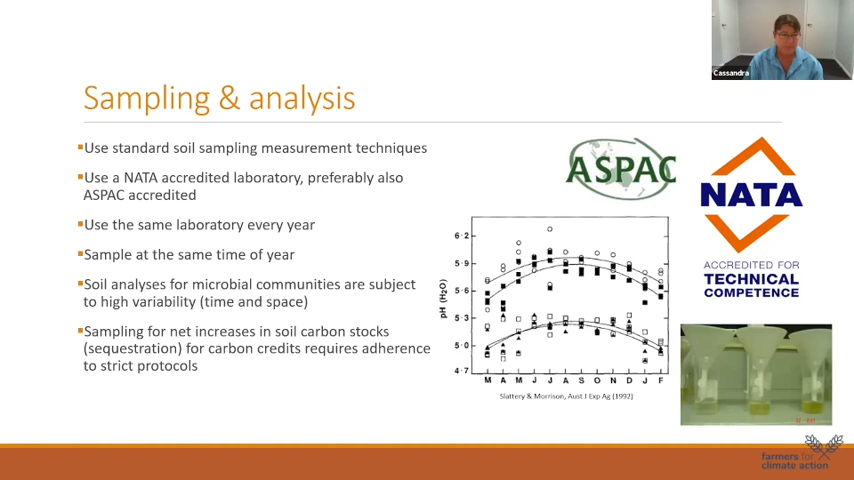 Cassandra
Sampling & analysis
Use standard soil sampling measurement techniques
Use a NATA accredited laboratory, preferably also
ASPAC accredited
Use the same laboratory every year
Sample at the same time of year
Soil analyses for microbial communities are subject
to high variability (time and space)
Sampling for net increases in soil carbon stocks
(sequestration) for carbon credits requires adherence
to strict protocols
ASPAC
NATA
ACCREDITED FOR
TECHNICAL
COMPETENCE
pH (H₂O)
6·2
5·9
5·6
5·3
5·0
4·7
M A M J J A S O N D J F
Slattery & Morrison, Aust J Exp Ag (1992)
farmers for
climate action